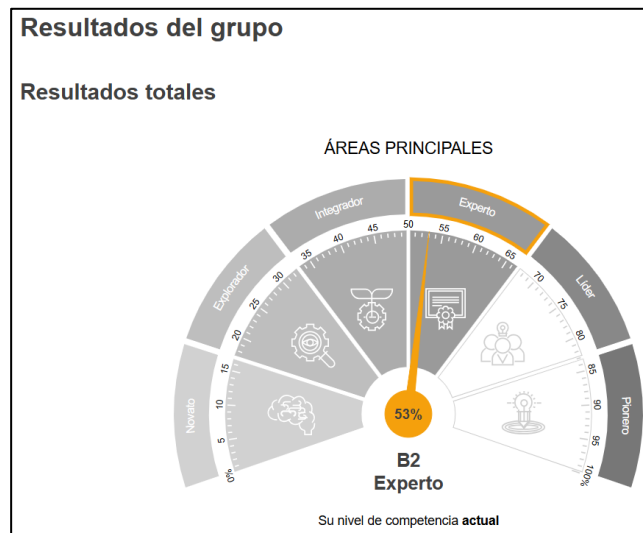 Resultados del grupo
Resultados totales
ÁREAS PRINCIPALES
Novato
Explorador
Integrador
Experto
Líder
Pionero
%0
5
10
15
20
25
30
35
40
45
50
55
60
65
70
75
80
85
90
95
100%
53%
B2
Experto
Su nivel de competencia actual